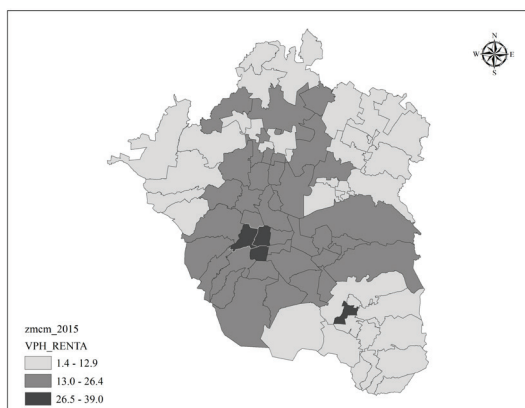 N
W E
S
zmcm_2015
VPH_RENTA
1.4 - 12.9
13.0 - 26.4
26.5 - 39.0